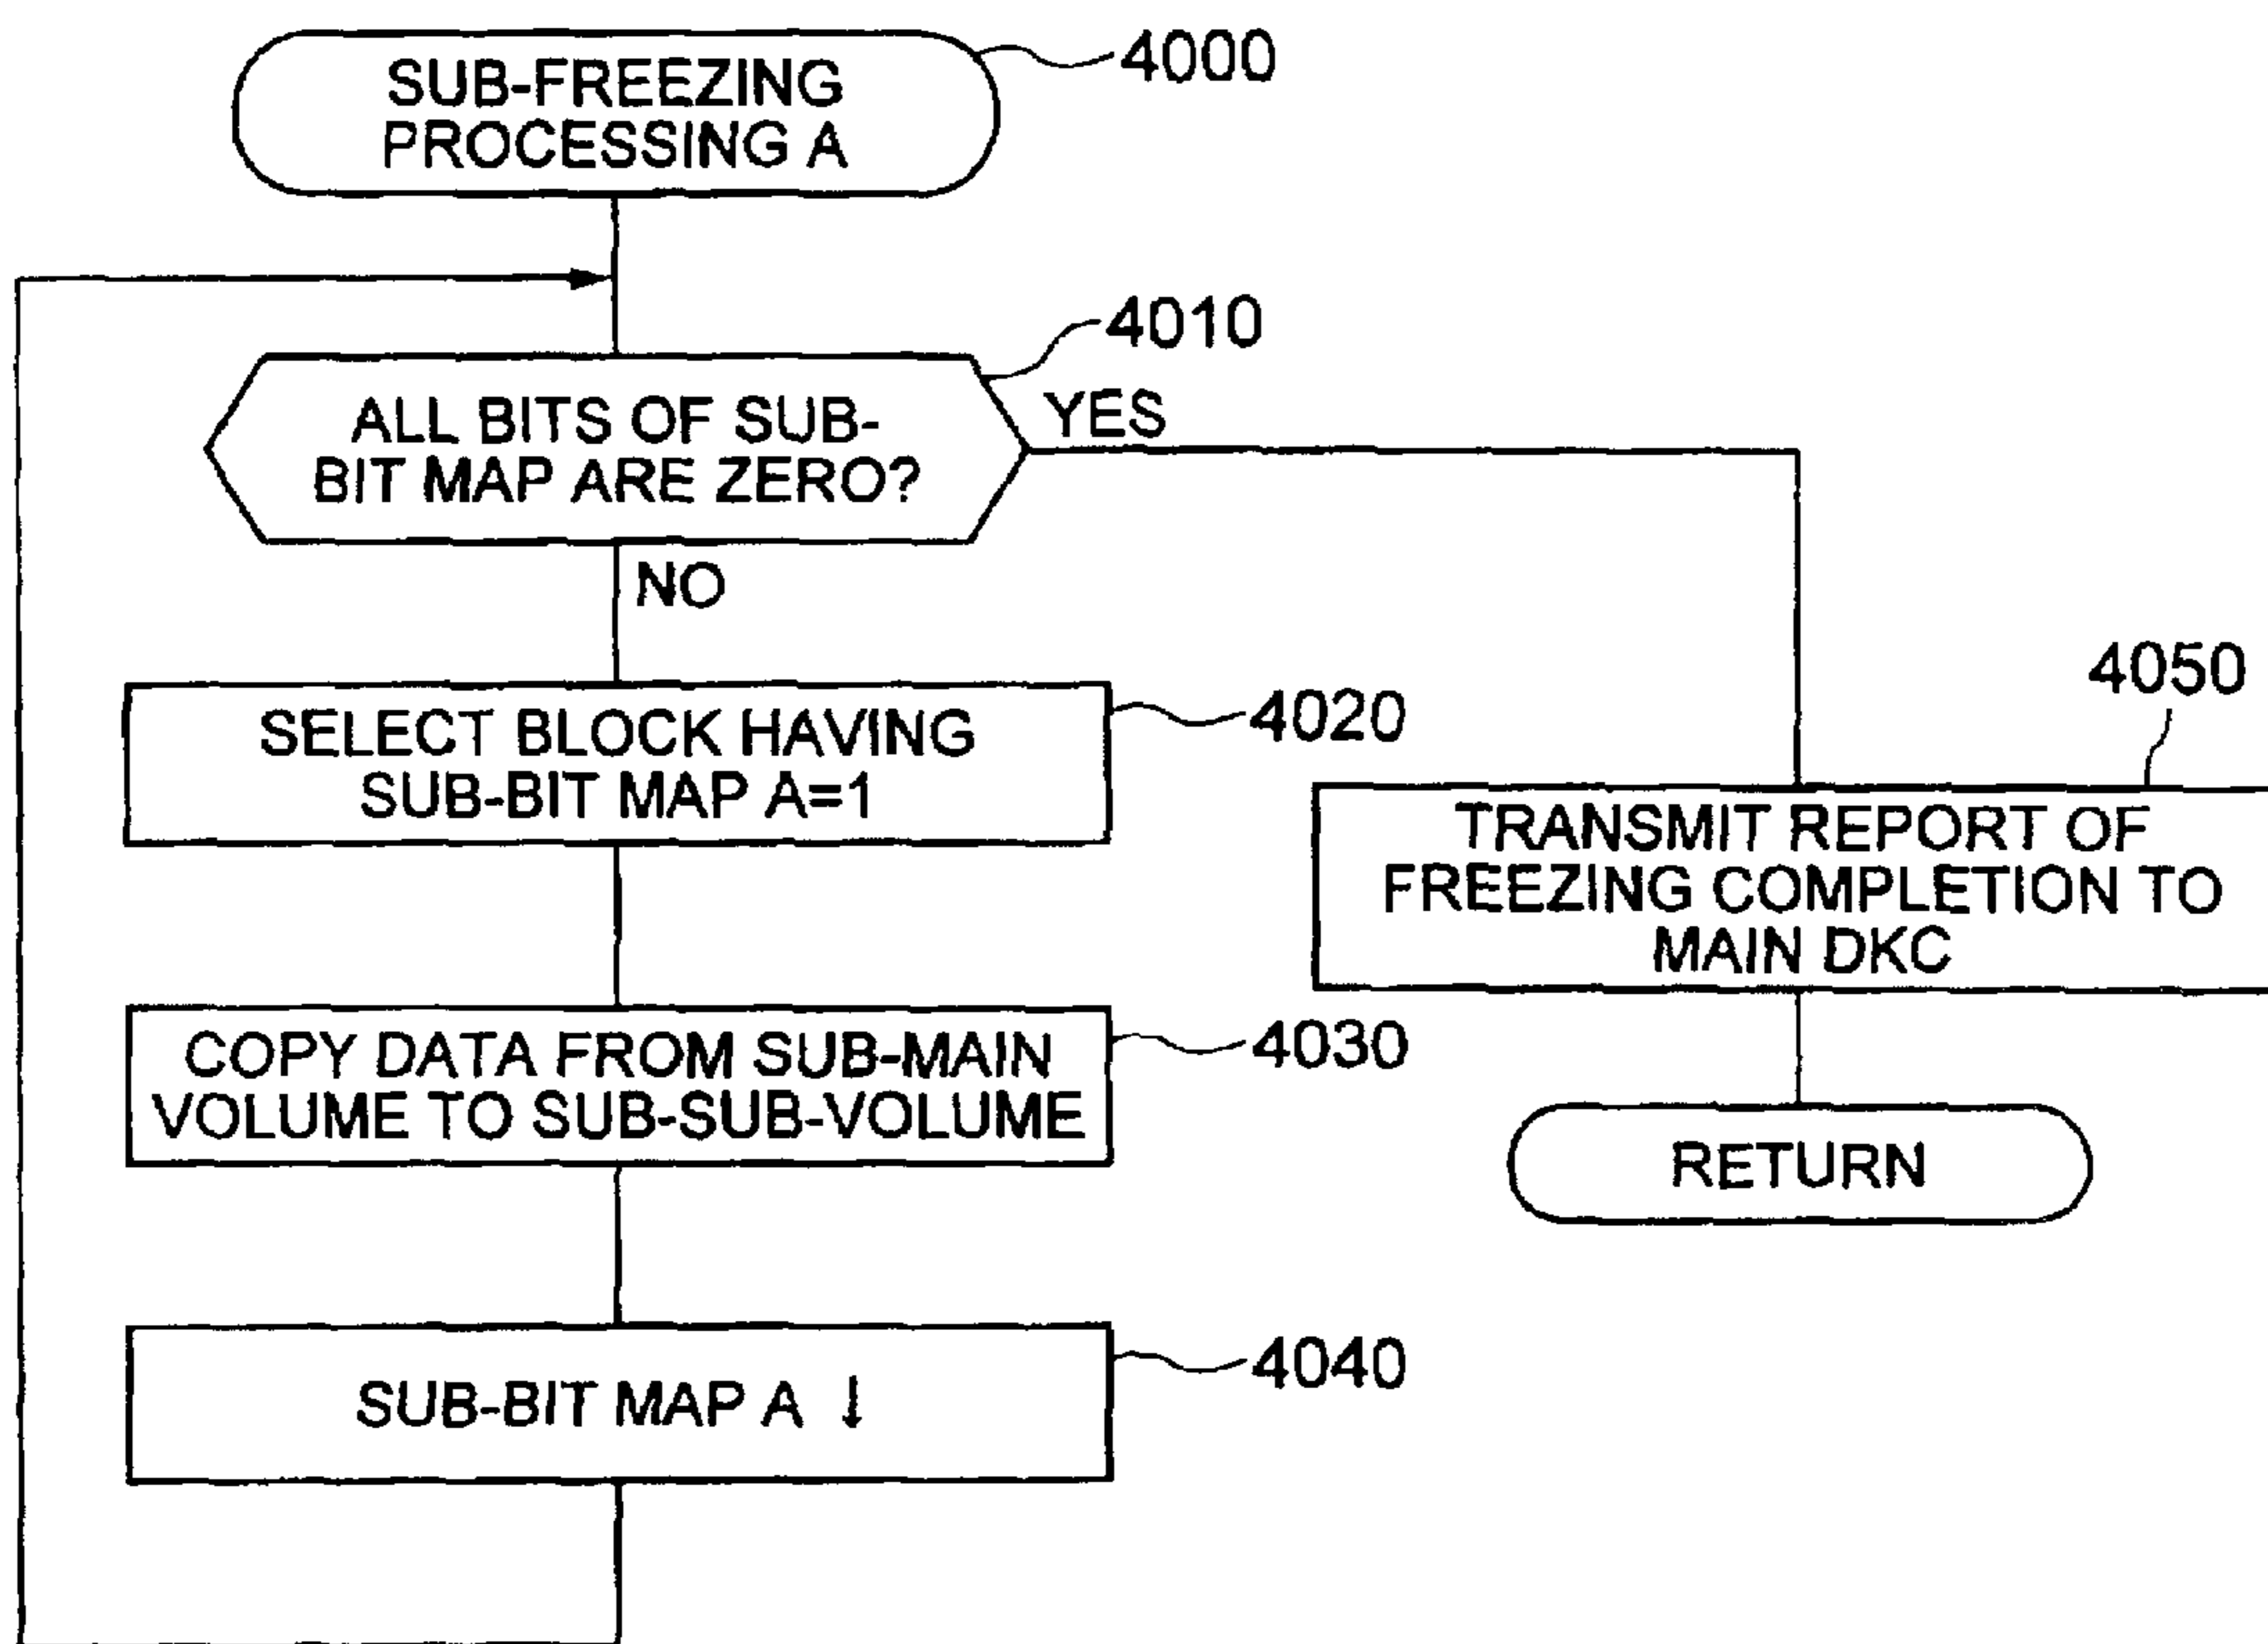 SUB-FREEZING
PROCESSING A
4000
4010
ALL BITS OF SUB-
BIT MAP ARE ZERO?
YES
NO
SELECT BLOCK HAVING
SUB-BIT MAP A=1
4020
4050
TRANSMIT REPORT OF
FREEZING COMPLETION TO
MAIN DKC
COPY DATA FROM SUB-MAIN
VOLUME TO SUB-SUB-VOLUME
4030
RETURN
SUB-BIT MAP A ↓
4040